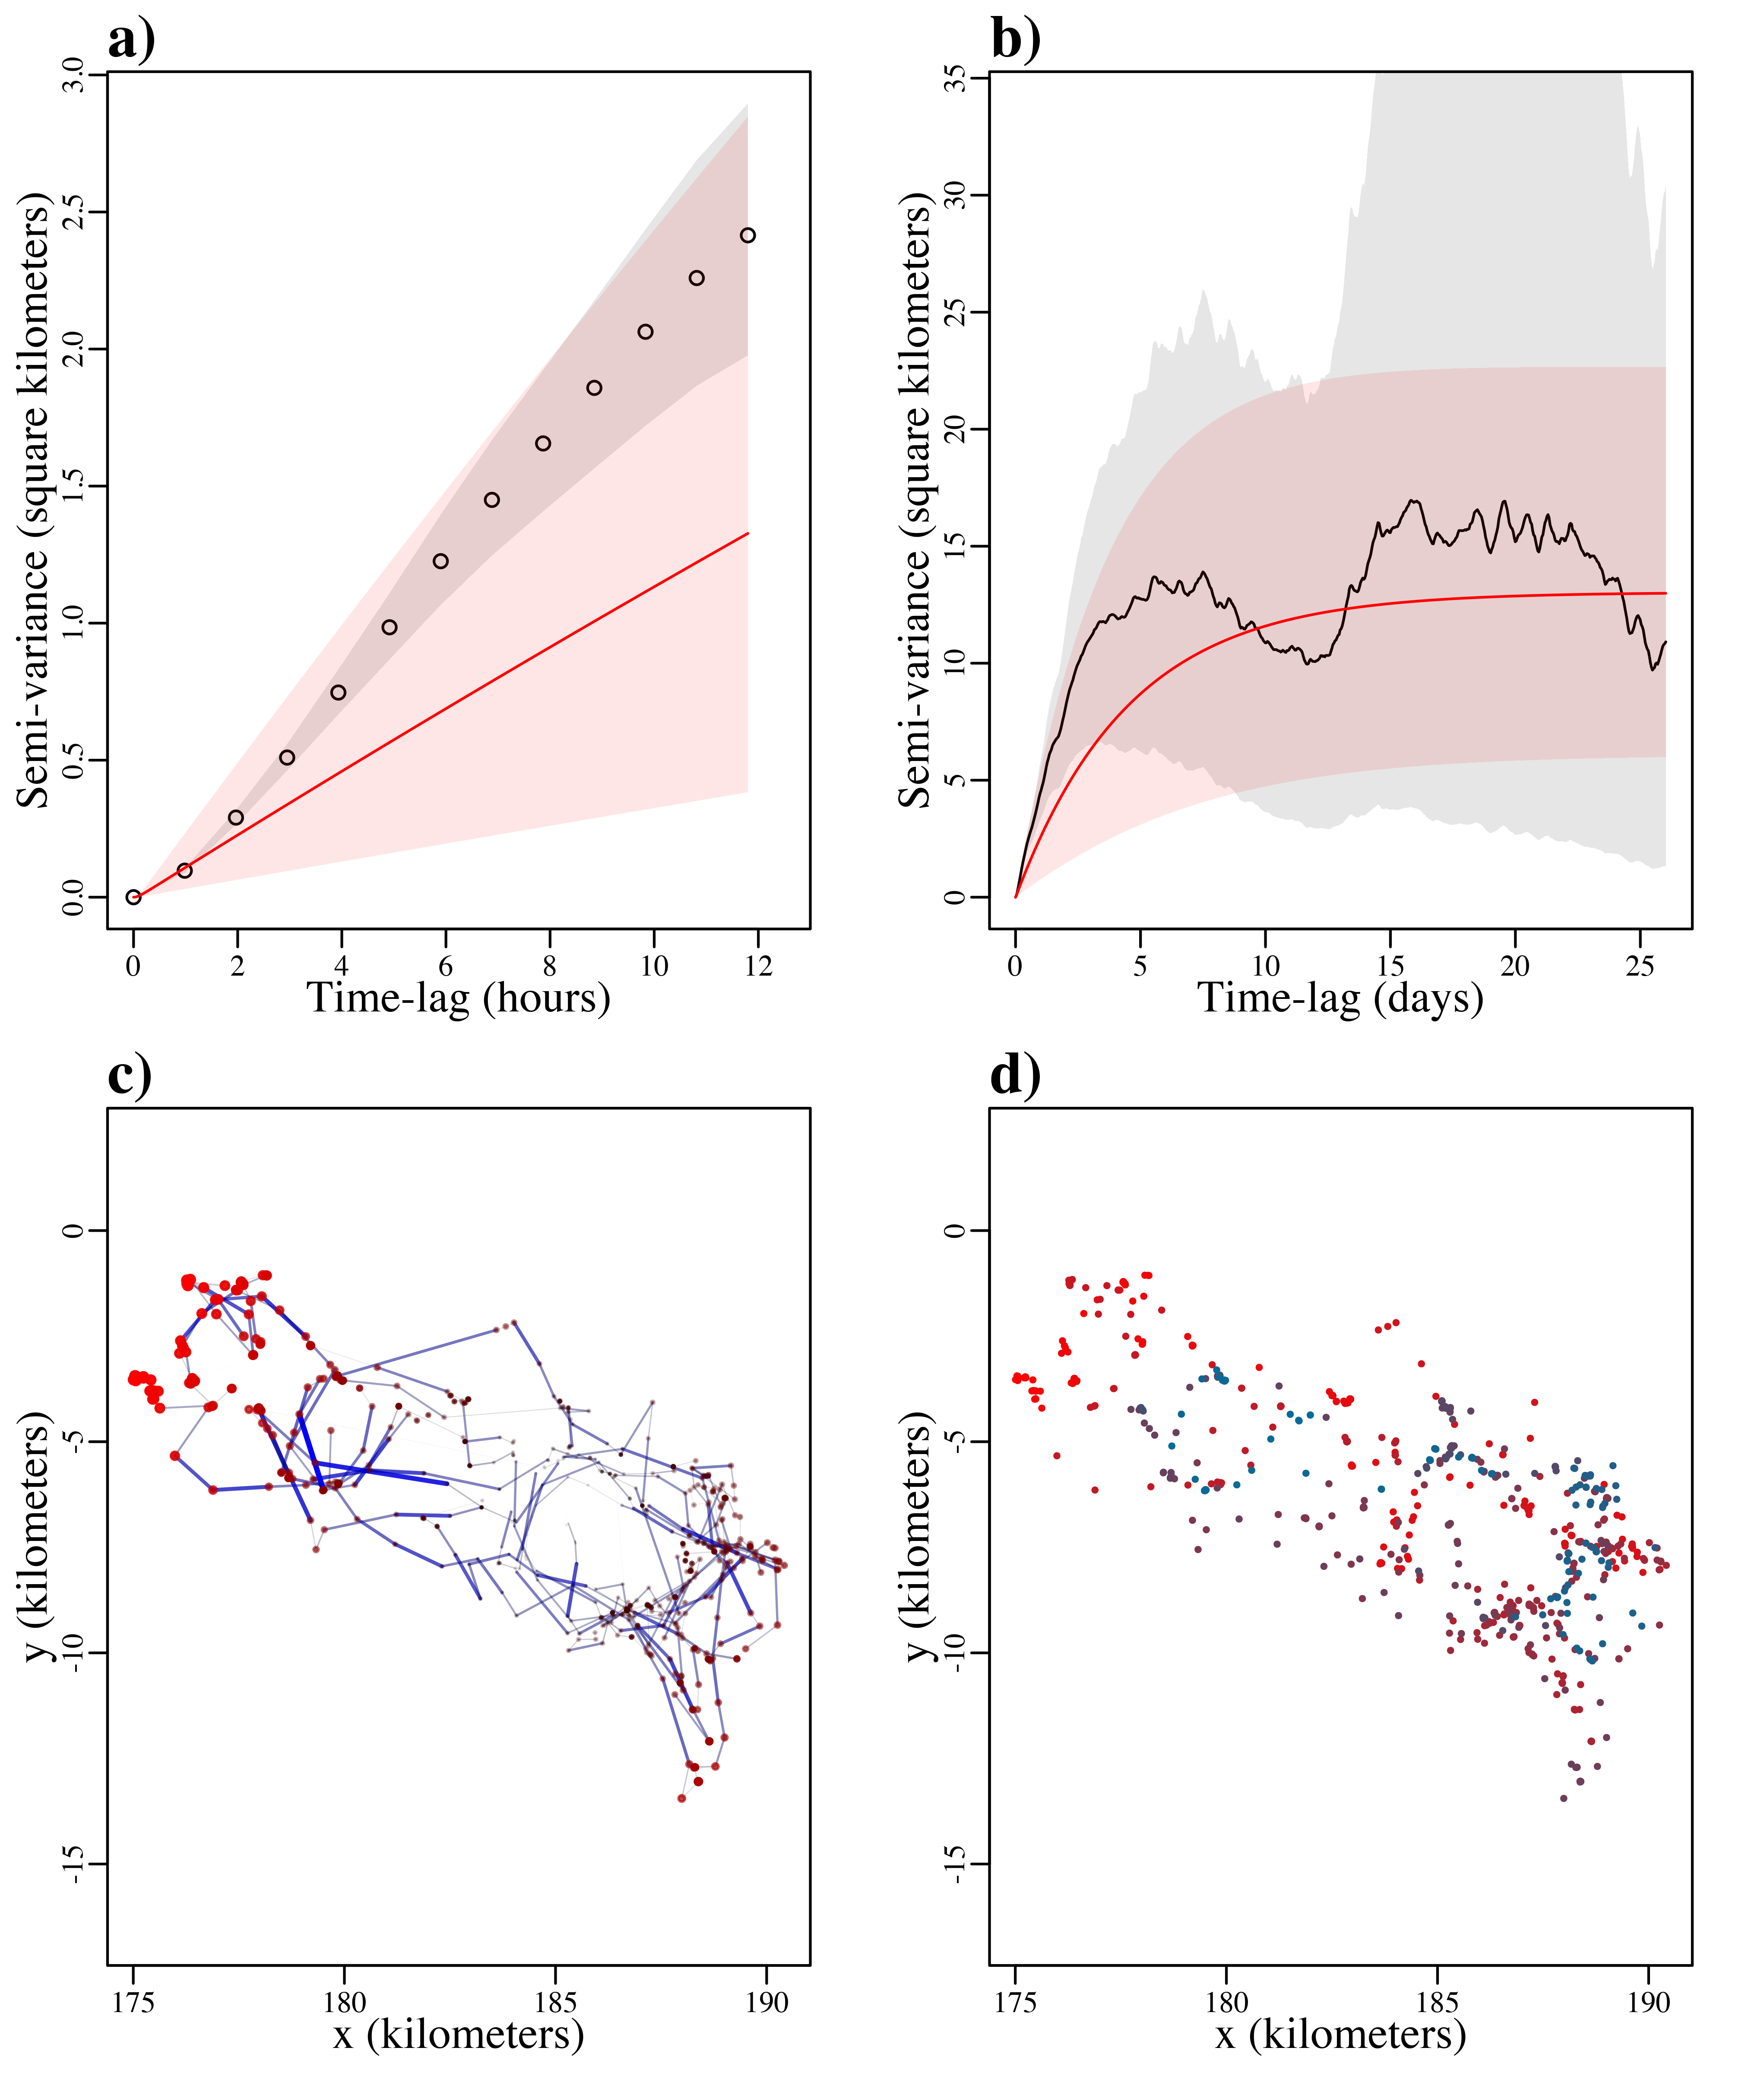 a)
Semi-variance (square kilometers)
0.0 0.5 1.0 1.5 2.0 2.5 3.0
0 2 4 6 8 10 12
Time-lag (hours)
b)
Semi-variance (square kilometers)
0 5 10 15 20 25 30 35
0 5 10 15 20 25
Time-lag (days)
c)
y (kilometers)
-15 -10 -5 0
175 180 185 190
x (kilometers)
d)
y (kilometers)
-15 -10 -5 0
175 180 185 190
x (kilometers)